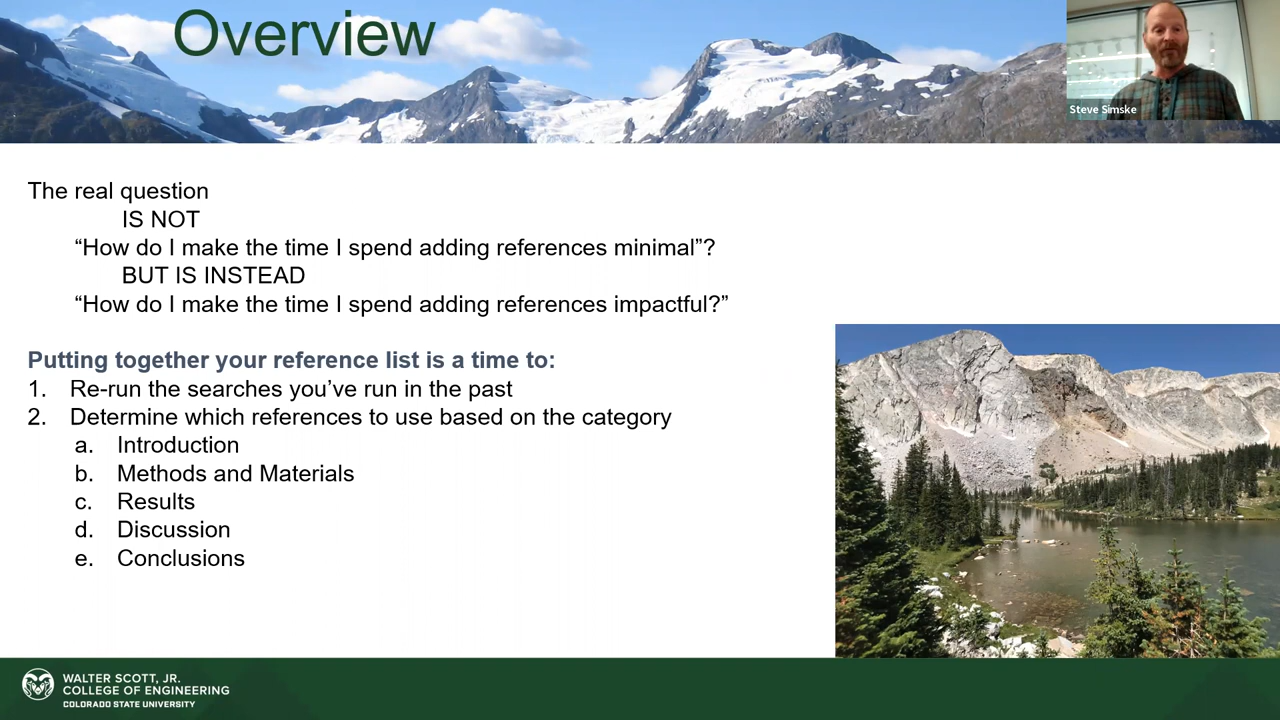 Overview
Steve Simske
The real question
IS NOT
“How do I make the time I spend adding references minimal”?
BUT IS INSTEAD
“How do I make the time I spend adding references impactful?”
Putting together your reference list is a time to:
1. Re-run the searches you’ve run in the past
2. Determine which references to use based on the category
a. Introduction
b. Methods and Materials
c. Results
d. Discussion
e. Conclusions
WALTER SCOTT, JR.
COLLEGE OF ENGINEERING
COLORADO STATE UNIVERSITY